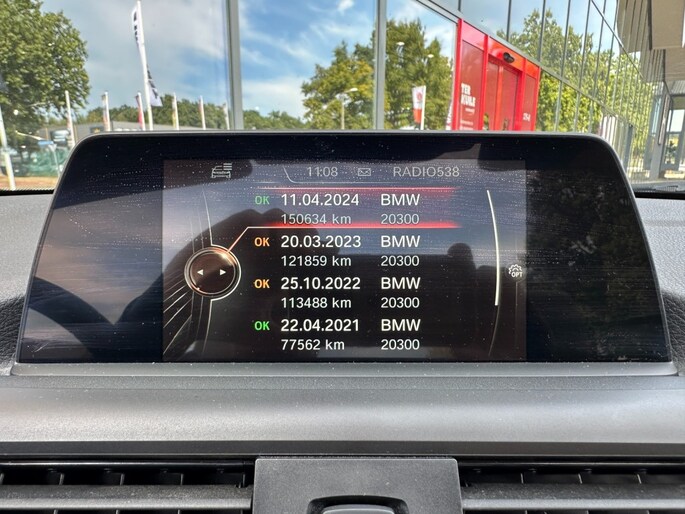 11:08 RADIO538
OK 11.04.2024 BMW
150634 km 20300
OK 20.03.2023 BMW
121859 km 20300
OK 25.10.2022 BMW
113488 km 20300
OK 22.04.2021 BMW
77562 km 20300
OPT